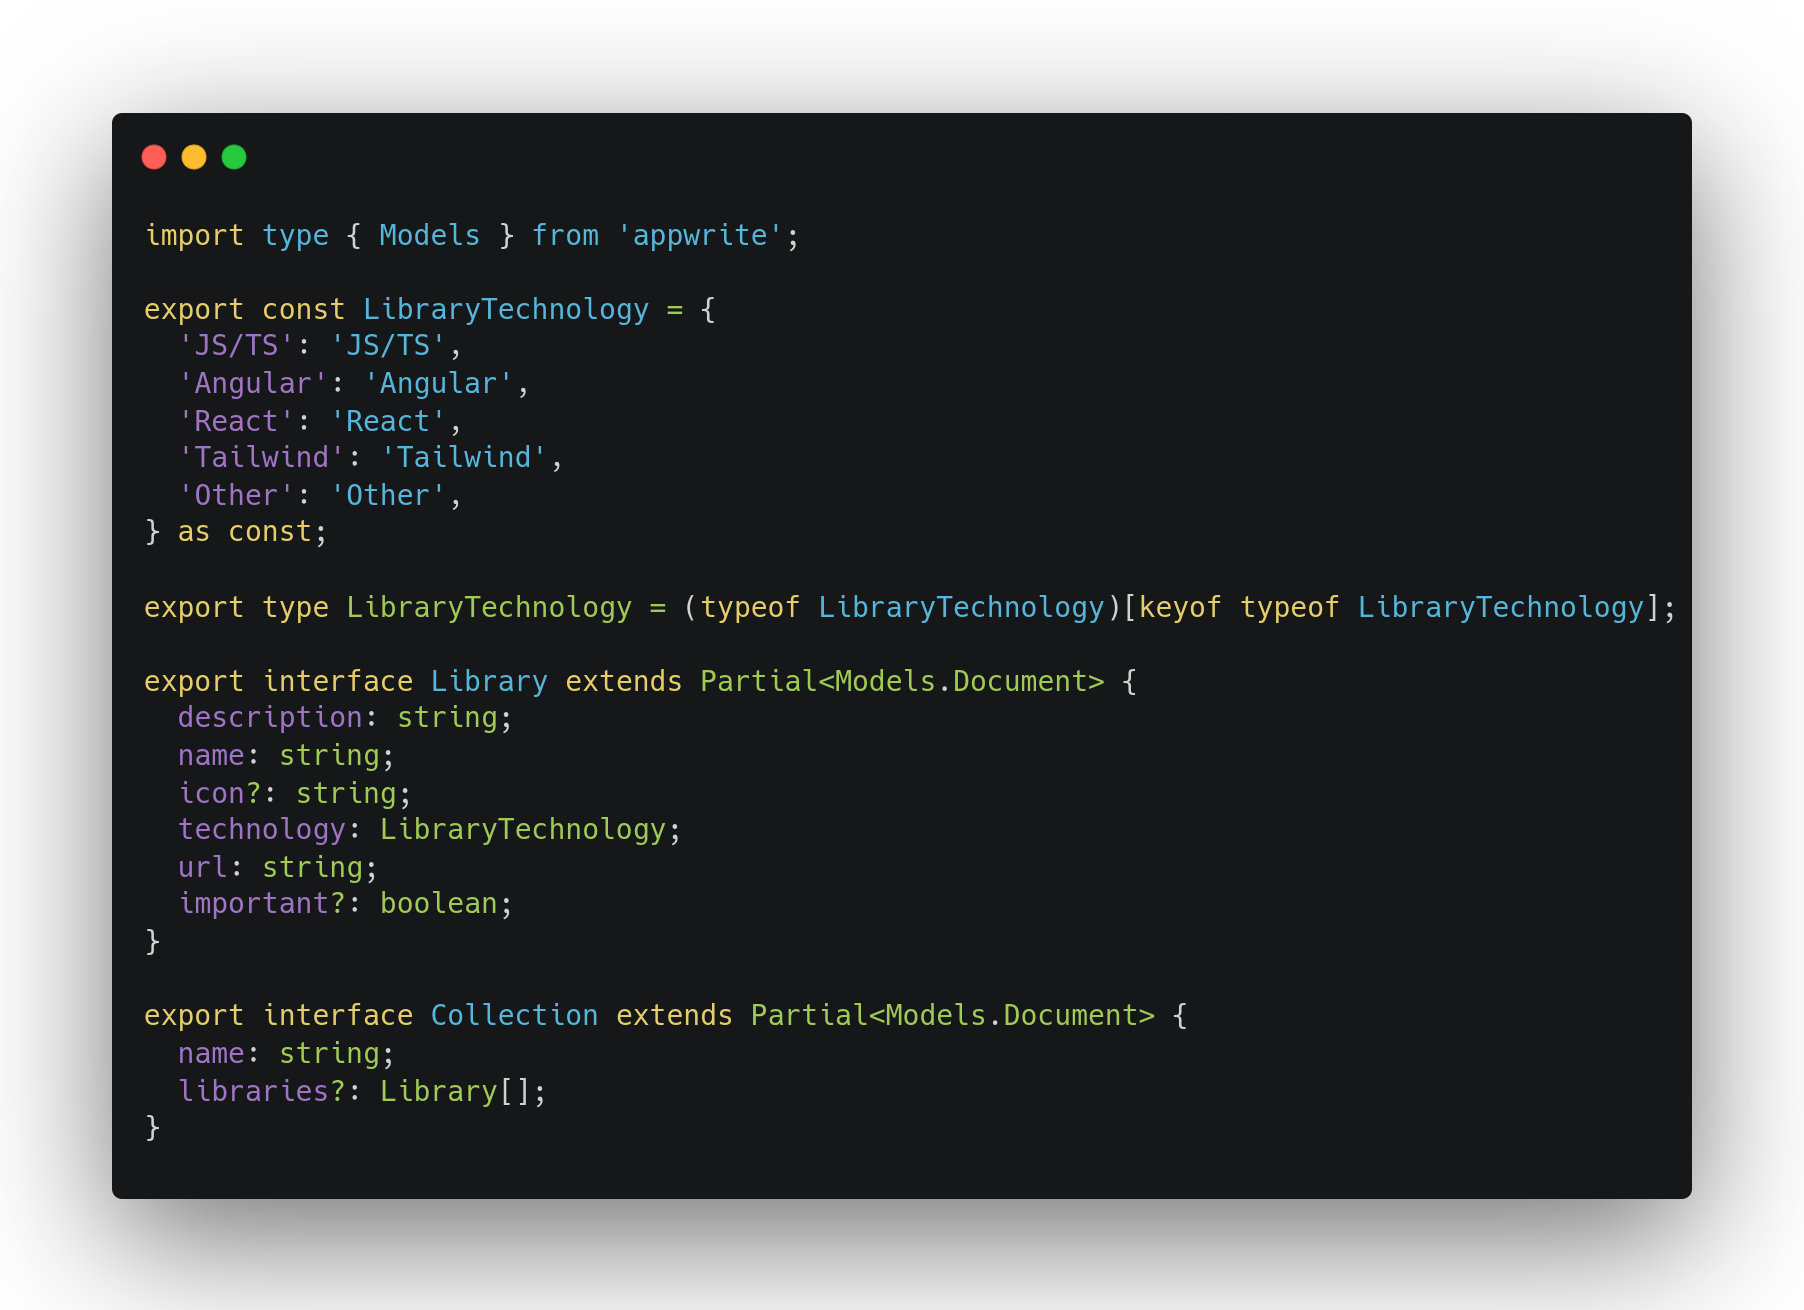 import type { Models } from 'appwrite';

export const LibraryTechnology = {
  'JS/TS': 'JS/TS',
  'Angular': 'Angular',
  'React': 'React',
  'Tailwind': 'Tailwind',
  'Other': 'Other',
} as const;

export type LibraryTechnology = (typeof LibraryTechnology)[keyof typeof LibraryTechnology];

export interface Library extends Partial<Models.Document> {
  description: string;
  name: string;
  icon?: string;
  technology: LibraryTechnology;
  url: string;
  important?: boolean;
}

export interface Collection extends Partial<Models.Document> {
  name: string;
  libraries?: Library[];
}